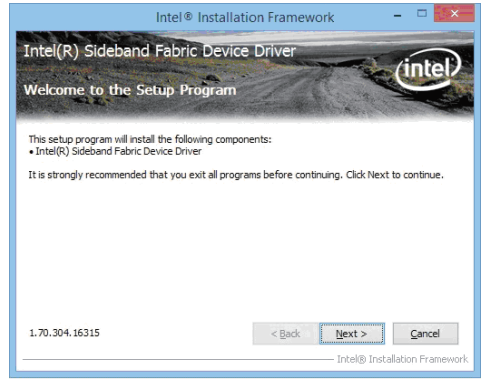 Intel® Installation Framework
Intel(R) Sideband Fabric Device Driver
intel
Welcome to the Setup Program
This setup program will install the following components:
• Intel(R) Sideband Fabric Device Driver
It is strongly recommended that you exit all programs before continuing. Click Next to continue.
1.70.304.16315
< Back
Next >
Cancel
Intel® Installation Framework